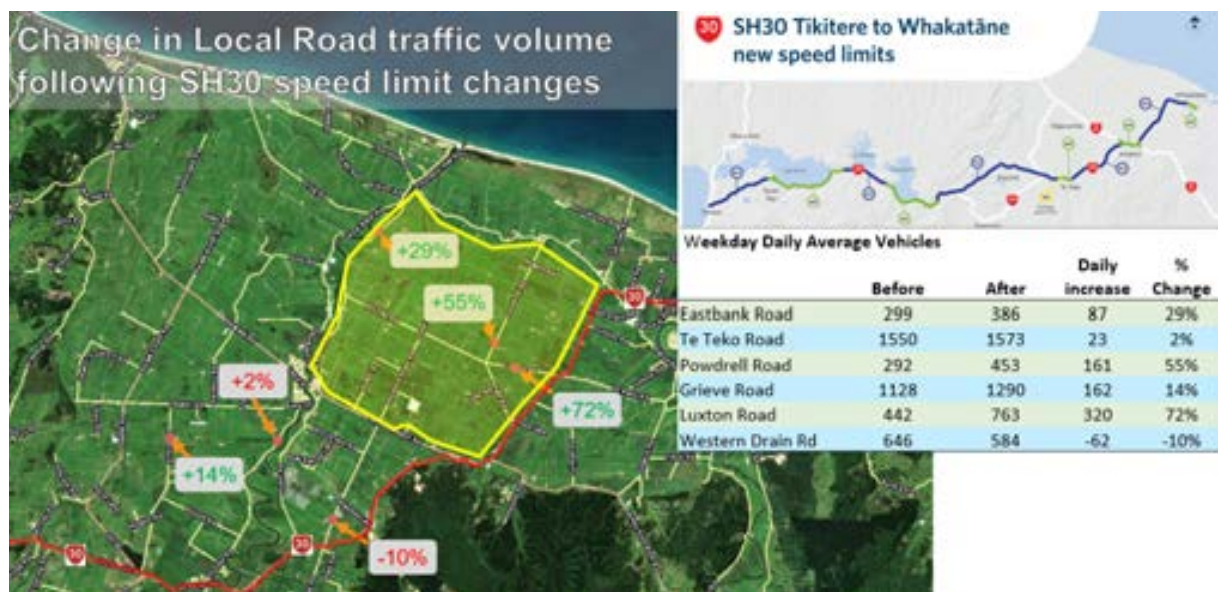 Change in Local Road traffic volume
following SH30 speed limit changes
+29%
+55%
+2%
+72%
+14%
-10%
30
30
30
30 SH30 Tikitere to Whakatāne
new speed limits
Weekday Daily Average Vehicles
Before After Daily increase % Change
Eastbank Road 299 386 87 29%
Te Teko Road 1550 1573 23 2%
Powdrell Road 292 453 161 55%
Grieve Road 1128 1290 162 14%
Luxton Road 442 763 320 72%
Western Drain Rd 646 584 -62 -10%